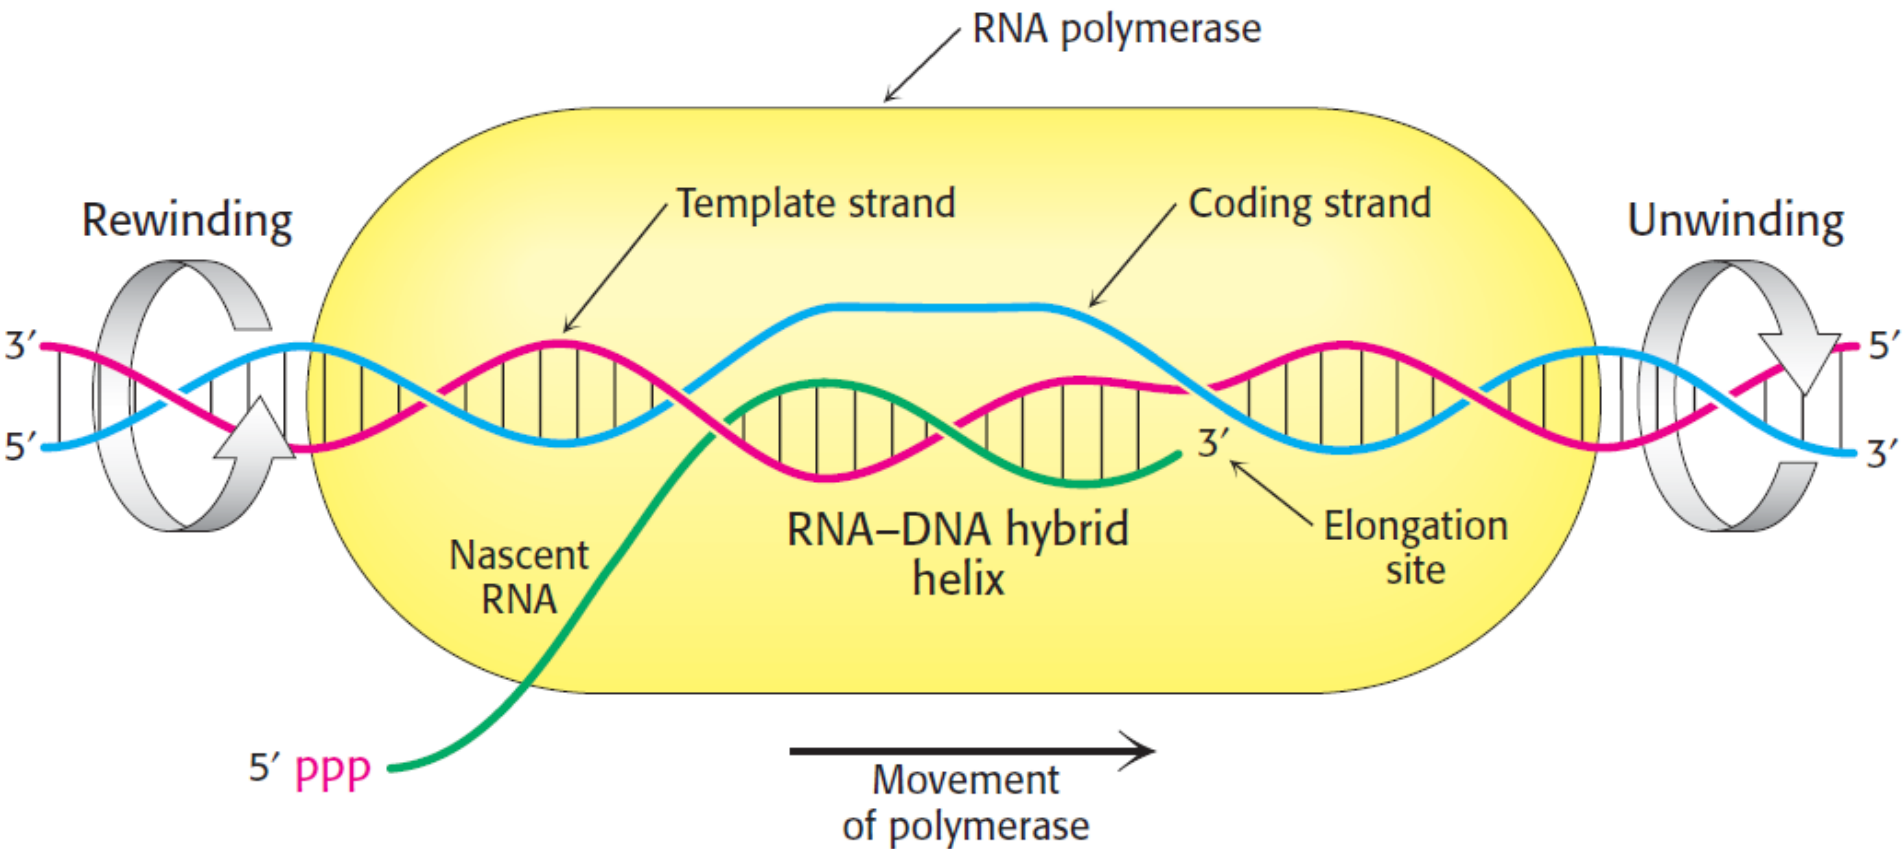 RNA polymerase
Template strand
Coding strand
Rewinding
Unwinding
3′
5′
5′
3′
3′
Nascent
RNA
RNA–DNA hybrid
helix
Elongation
site
5′ ppp
Movement
of polymerase